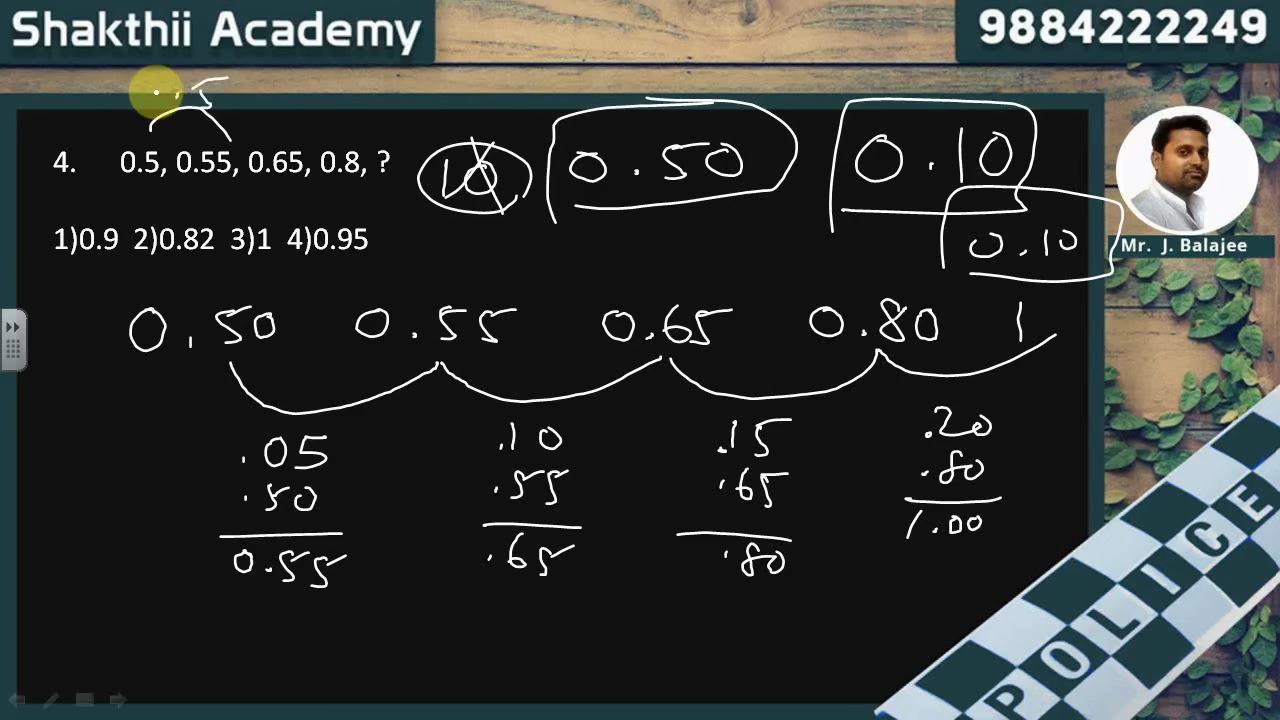 Shakthii Academy
9884222249
.5
4. 0.5, 0.55, 0.65, 0.8, ?
10
0.50
0.10
1)0.9 2)0.82 3)1 4)0.95
0.10
Mr. J. Balajee
0.50 0.55 0.65 0.80 1
.05 .10 .15 .20
.50 .55 .65 .80
0.55 .65 .80 1.00
POLICE